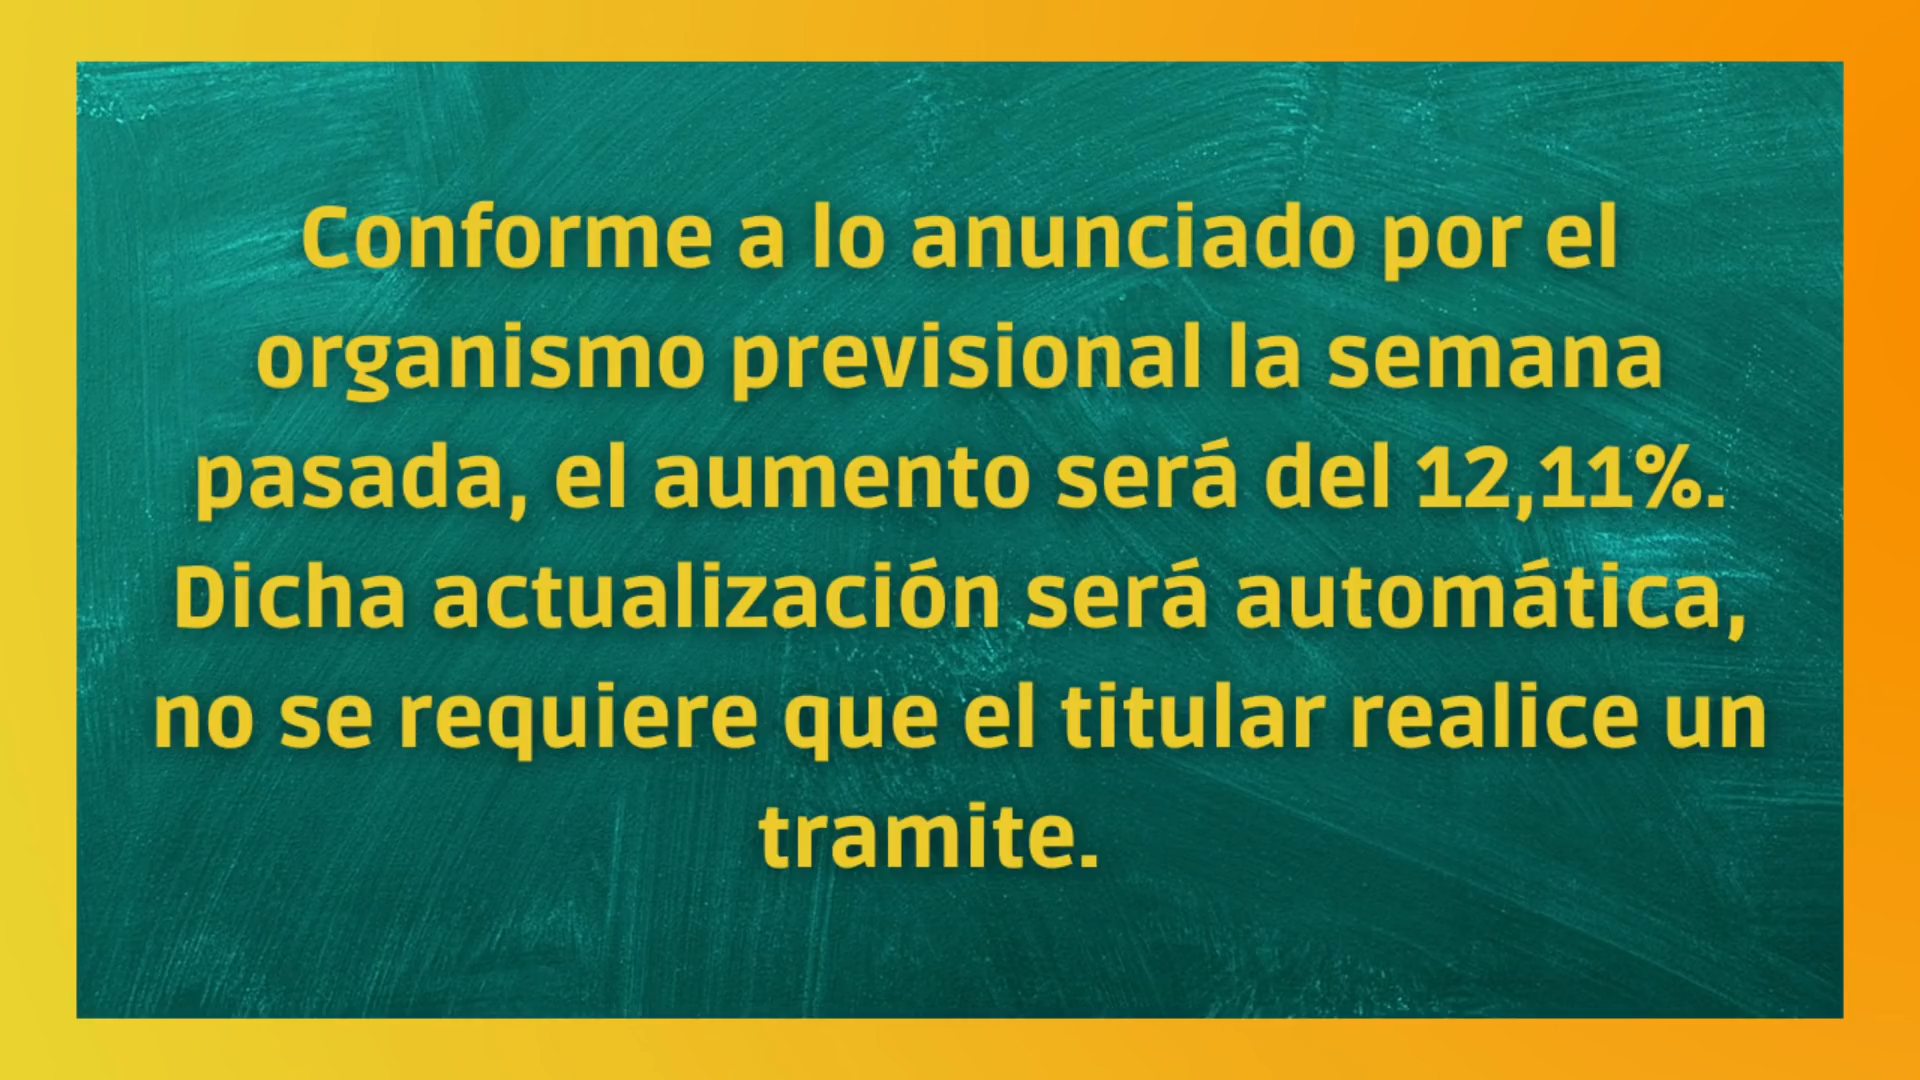 Conforme a lo anunciado por el
organismo previsional la semana
pasada, el aumento será del 12,11%.
Dicha actualización será automática,
no se requiere que el titular realice un
tramite.